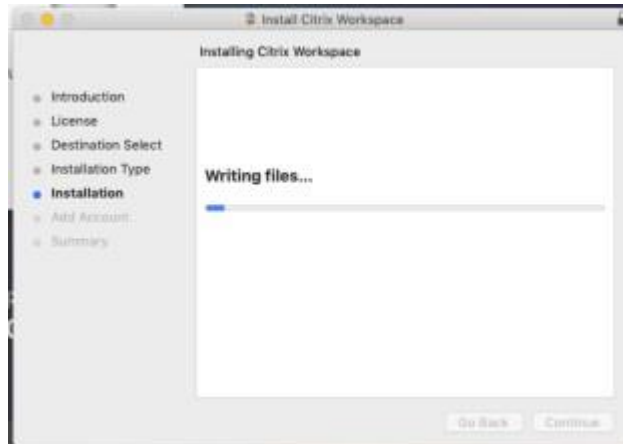 Install Citrix Workspace
Installing Citrix Workspace
Introduction
License
Destination Select
Installation Type
Installation
Add Account
Summary
Writing files...
Go Back
Continue